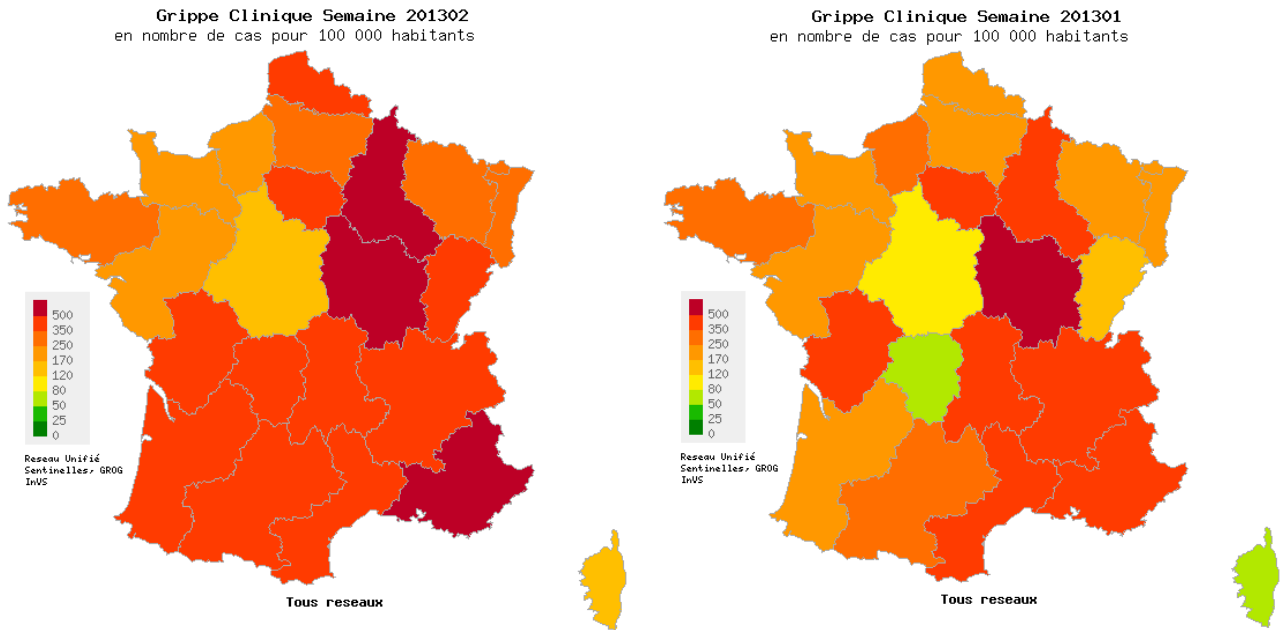 Grippe Clinique Semaine 201302
en nombre de cas pour 100 000 habitants
500
350
250
170
120
80
50
25
0
Reseau Unifié
Sentinelles, GROG
InVS
Tous reseaux
Grippe Clinique Semaine 201301
en nombre de cas pour 100 000 habitants
500
350
250
170
120
80
50
25
0
Reseau Unifié
Sentinelles, GROG
InVS
Tous reseaux